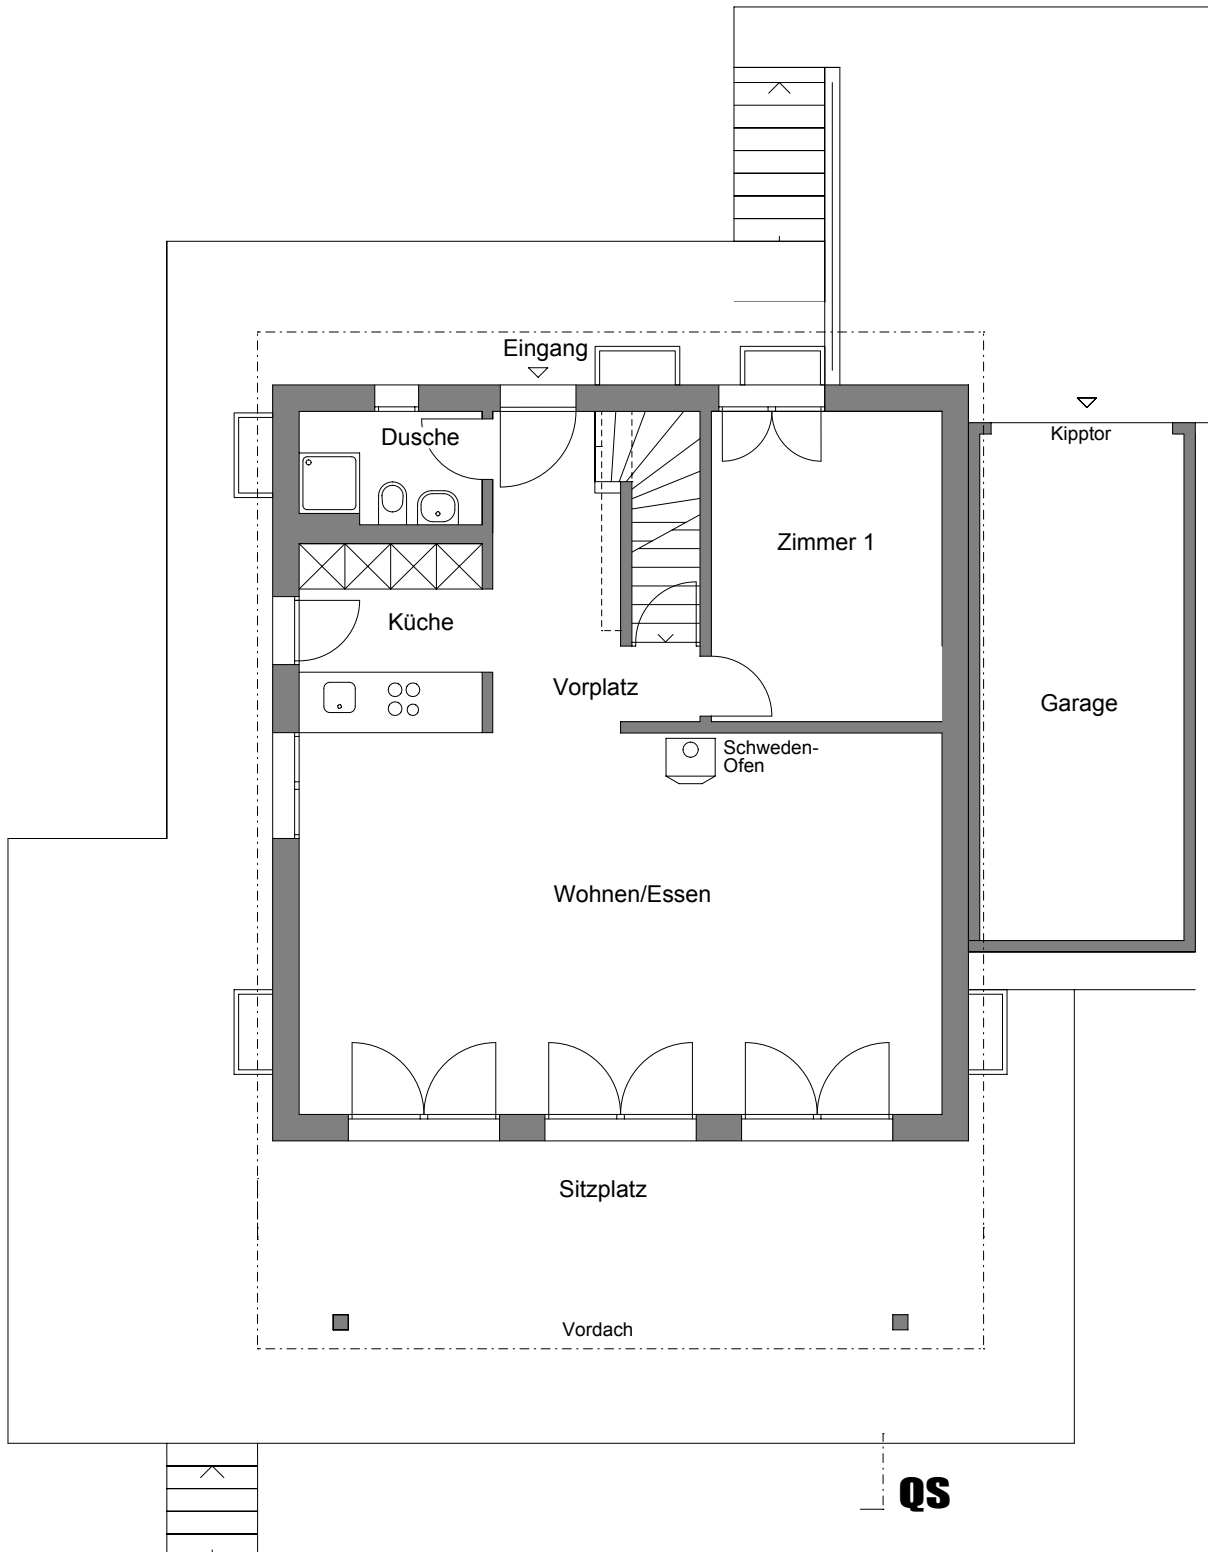 Eingang
Dusche
Kipptor
Zimmer 1
Küche
Vorplatz
Garage
Schweden-
Ofen
Wohnen/Essen
Sitzplatz
Vordach
QS